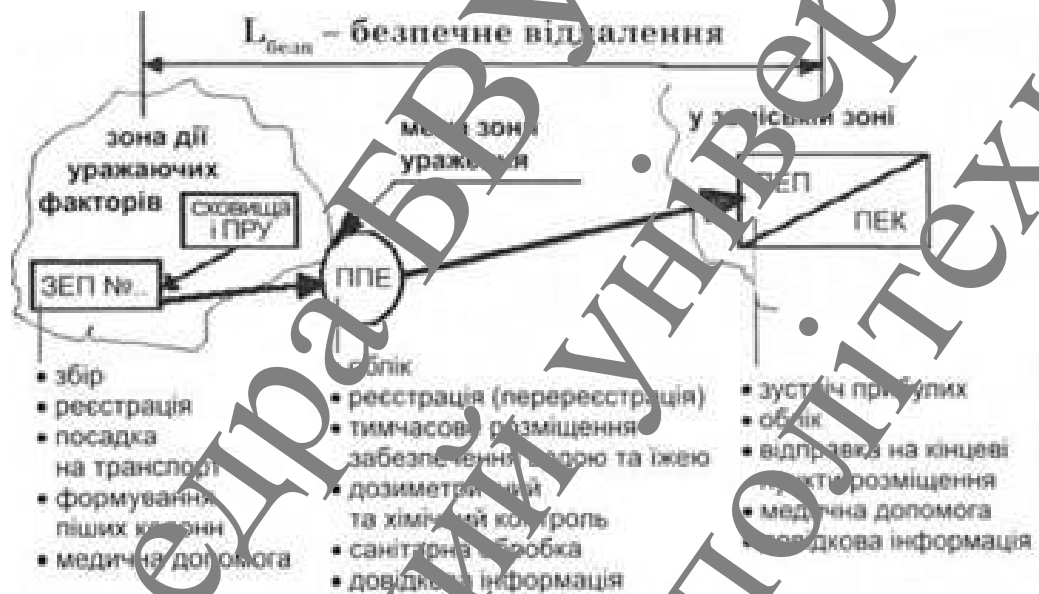 L безп – безпечне віддалення
зона дії
уражаючих
факторів
сховища
і ПРУ
ЗЕП №..
межа зони
ураження
ППЕ
у заміській зоні
ПЕП
ПЕК
• збір
• реєстрація
• посадка
на транспорт
• формування
піших колонн
• медична допомога
• облік
• реєстрація (перереєстрація)
• тимчасове розміщення
забезпечення водою та їжею
• дозиметричний
та хімічний контроль
• санітарна обробка
• довідкова інформація
• зустріч прибулих
• облік
• відправка на кінцеві
пункти розміщення
• медична допомога
• довідкова інформація